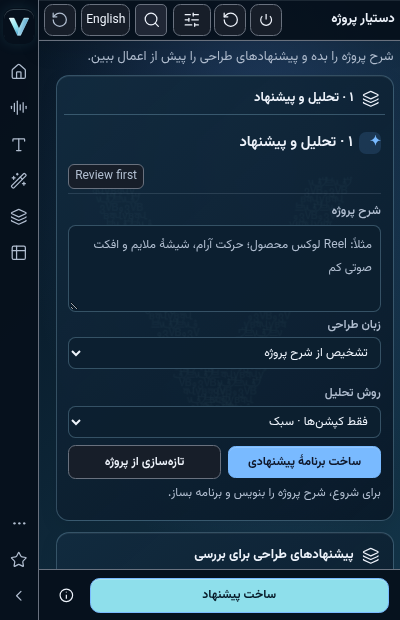 دستیار پروژه
English
شرح پروژه را بده و پیشنهادهای طراحی را پیش از اعمال ببین.
۰۱ · تحلیل و پیشنهاد
۰۱ · تحلیل و پیشنهاد
Review first
شرح پروژه
مثلاً: Reel لوکس محصول؛ حرکت آرام، شیشهٔ ملایم و افکت
صوتی کم
زبان طراحی
تشخیص از شرح پروژه
روش تحلیل
فقط کپشن‌ها · سبک
ساخت برنامهٔ پیشنهادی
تازه‌سازی از پروژه
برای شروع، شرح پروژه را بنویس و برنامه بساز.
پیشنهادهای طراحی برای بررسی
ساخت پیشنهاد